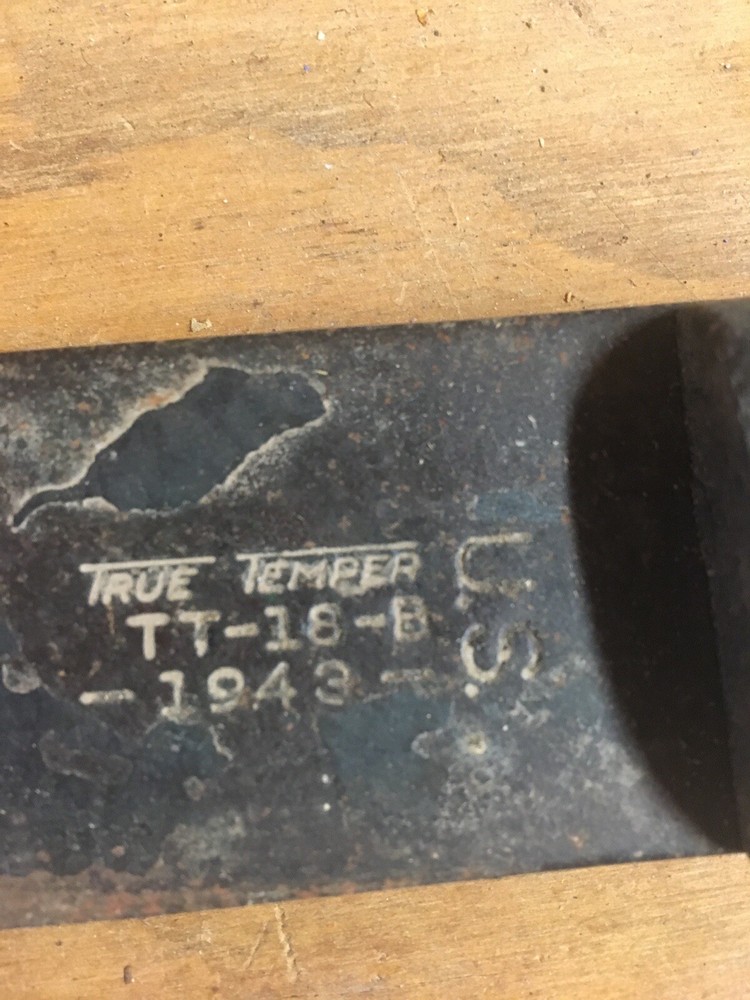 TRUE TEMPER
TT-18-B
-1943-
U.S.